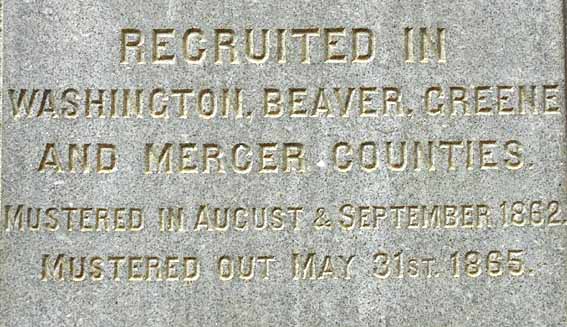 RECRUITED IN
WASHINGTON, BEAVER, GREENE
AND MERCER COUNTIES.
MUSTERED IN AUGUST & SEPTEMBER 1862.
MUSTERED OUT MAY 31ST. 1865.